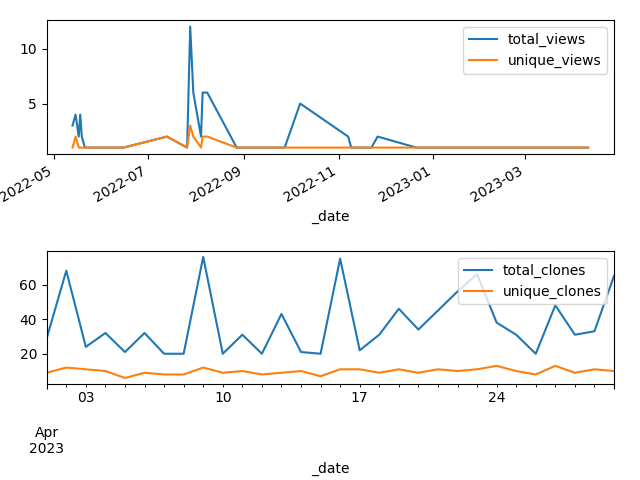 10
5
total_views
unique_views
2022-05
2022-07
2022-09
2022-11
2023-01
2023-03
_date
60
40
20
total_clones
unique_clones
03
10
17
24
Apr
2023
_date